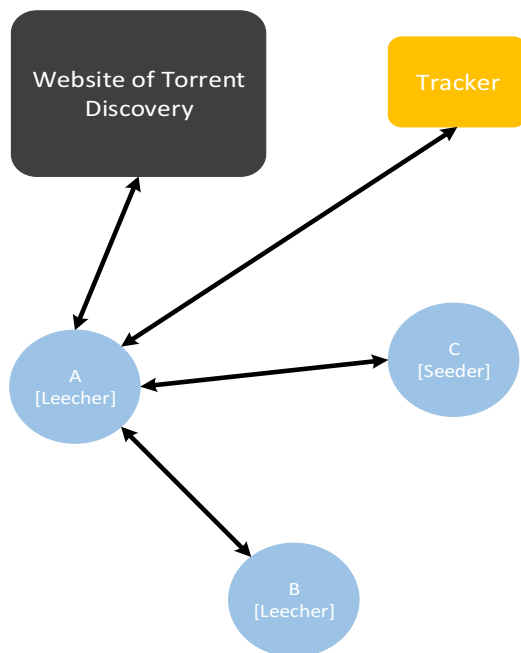 Website of Torrent
Discovery
Tracker
A
[Leecher]
C
[Seeder]
B
[Leecher]